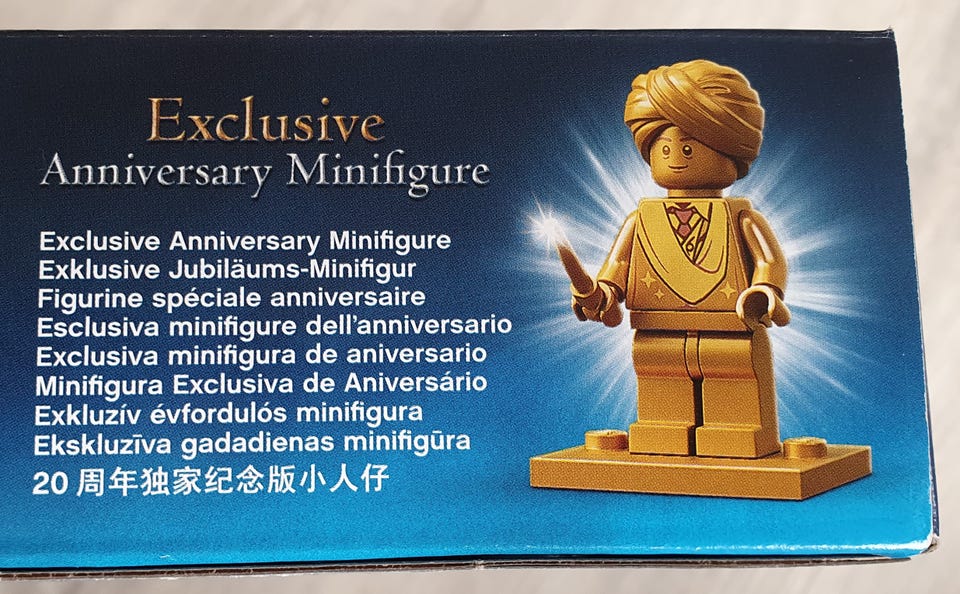 Exclusive
Anniversary Minifigure
Exclusive Anniversary Minifigure
Exklusive Jubiläums-Minifigur
Figurine spéciale anniversaire
Esclusiva minifigure dell'anniversario
Exclusiva minifigura de aniversario
Minifigura Exclusiva de Aniversário
Exkluzív évfordulós minifigura
Ekskluzīva gadadienas minifigūra
20 周年独家纪念版小人仔